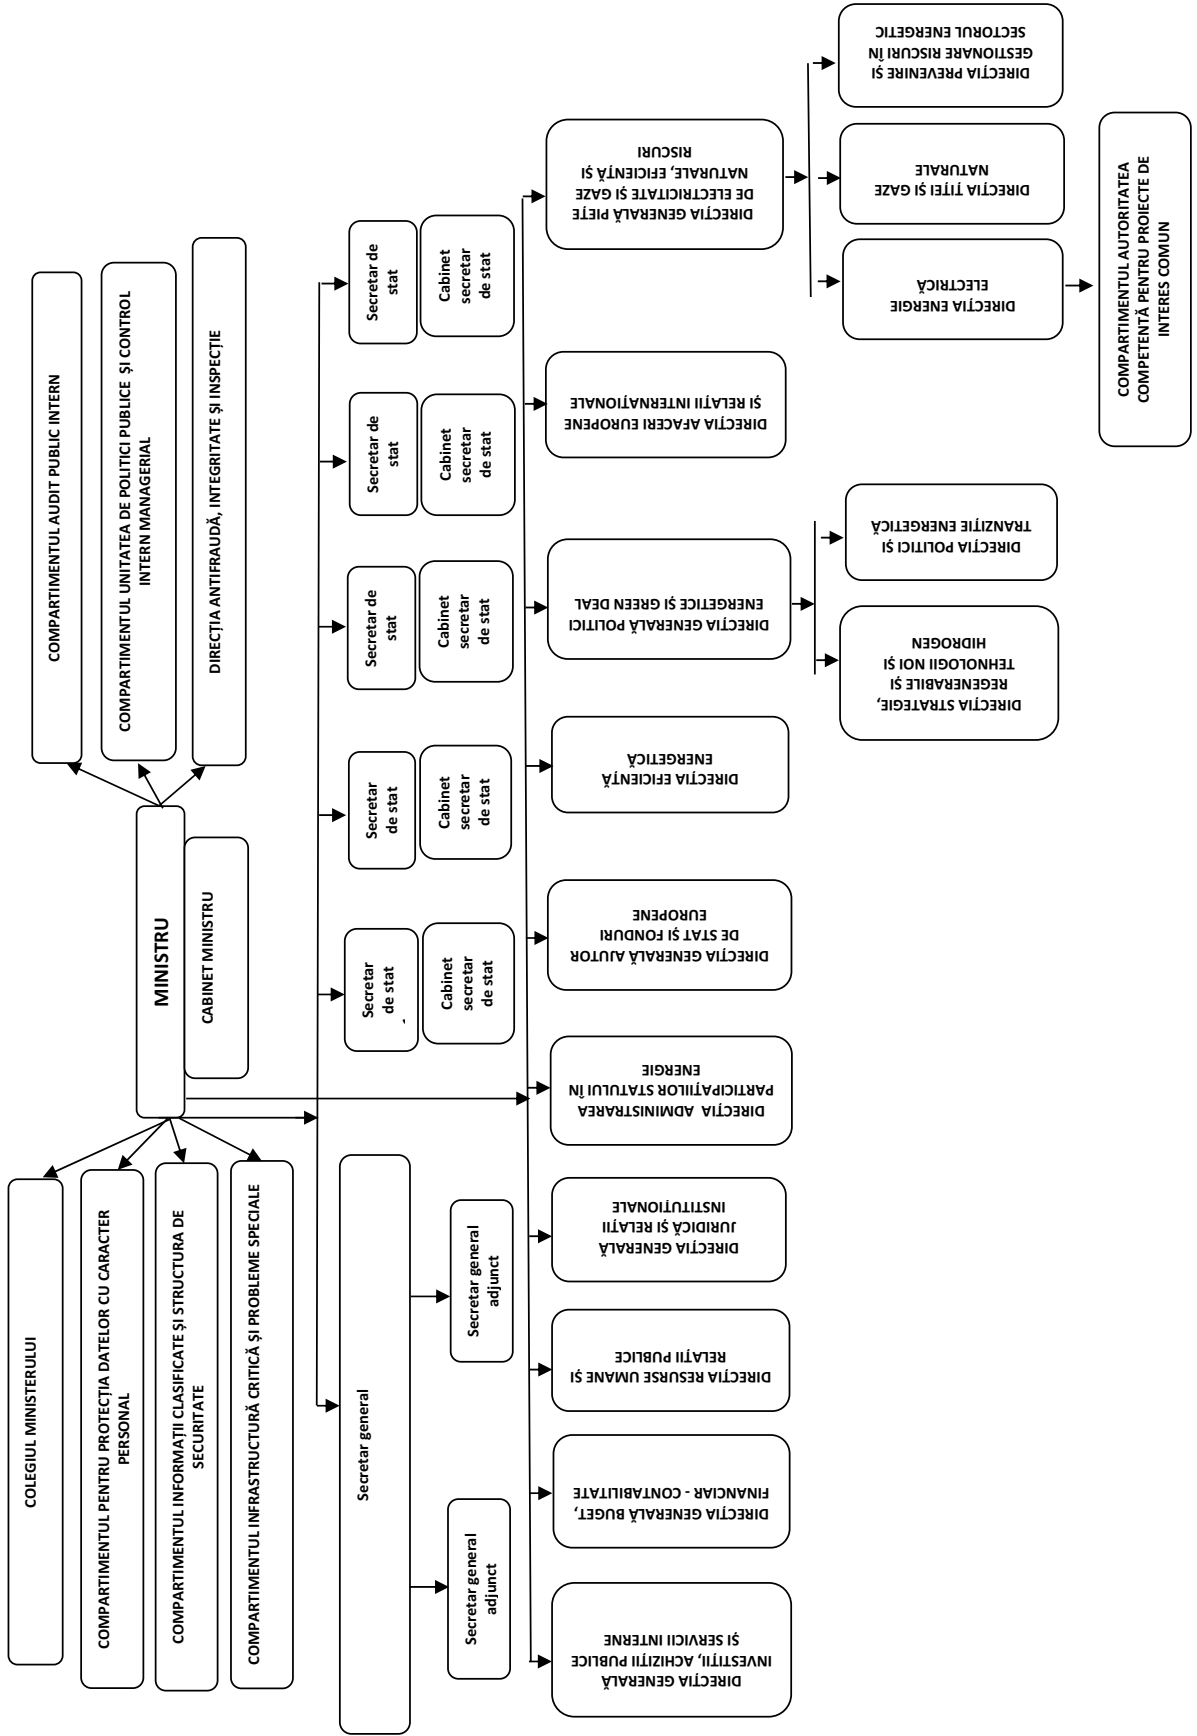 COLEGIUL MINISTERULUI
COMPARTIMENTUL PENTRU PROTECȚIA DATELOR CU CARACTER
PERSONAL
COMPARTIMENTUL INFORMAȚII CLASIFICATE ȘI STRUCTURA DE
SECURITATE
COMPARTIMENTUL INFRASTRUCTURĂ CRITICĂ ȘI PROBLEME SPECIALE
MINISTRU
CABINET MINISTRU
COMPARTIMENTUL AUDIT PUBLIC INTERN
COMPARTIMENTUL UNITATEA DE POLITICI PUBLICE ȘI CONTROL
INTERN MANAGERIAL
DIRECȚIA ANTIFRAUDĂ, INTEGRITATE ȘI INSPECȚIE
Secretar general
Secretar general
adjunct
Secretar general
adjunct
Secretar
de stat
Cabinet
secretar
de stat
Secretar
de stat
Cabinet
secretar
de stat
Secretar de
stat
Cabinet
secretar
de stat
Secretar de
stat
Cabinet
secretar
de stat
Secretar de
stat
Cabinet
secretar
de stat
DIRECȚIA GENERALĂ
INVESTIȚII, ACHIZIȚII PUBLICE
ȘI SERVICII INTERNE
DIRECȚIA GENERALĂ BUGET,
FINANCIAR - CONTABILITATE
DIRECȚIA RESURSE UMANE ȘI
RELAȚII PUBLICE
DIRECȚIA GENERALĂ
JURIDICĂ ȘI RELAȚII
INSTITUȚIONALE
DIRECȚIA ADMINISTRAREA
PARTICIPAȚIILOR STATULUI ÎN
ENERGIE
DIRECȚIA GENERALĂ AJUTOR
DE STAT ȘI FONDURI
EUROPENE
DIRECȚIA EFICIENȚĂ
ENERGETICĂ
DIRECȚIA GENERALĂ POLITICI
ENERGETICE ȘI GREEN DEAL
DIRECȚIA AFACERI EUROPENE
ȘI RELAȚII INTERNAȚIONALE
DIRECȚIA GENERALĂ PIEȚE
DE ELECTRICITATE ȘI GAZE
NATURALE, EFICIENȚĂ ȘI
RISCURI
DIRECȚIA STRATEGIE,
REGENERABILE ȘI
TEHNOLOGII NOI ȘI
HIDROGEN
DIRECȚIA POLITICI ȘI
TRANZIȚIE ENERGETICĂ
DIRECȚIA ENERGIE
ELECTRICĂ
DIRECȚIA ȚIȚEI ȘI GAZE
NATURALE
DIRECȚIA PREVENIRE ȘI
GESTIONARE RISCURI ÎN
SECTORUL ENERGETIC
COMPARTIMENTUL AUTORITATEA
COMPETENTĂ PENTRU PROIECTE DE
INTERES COMUN